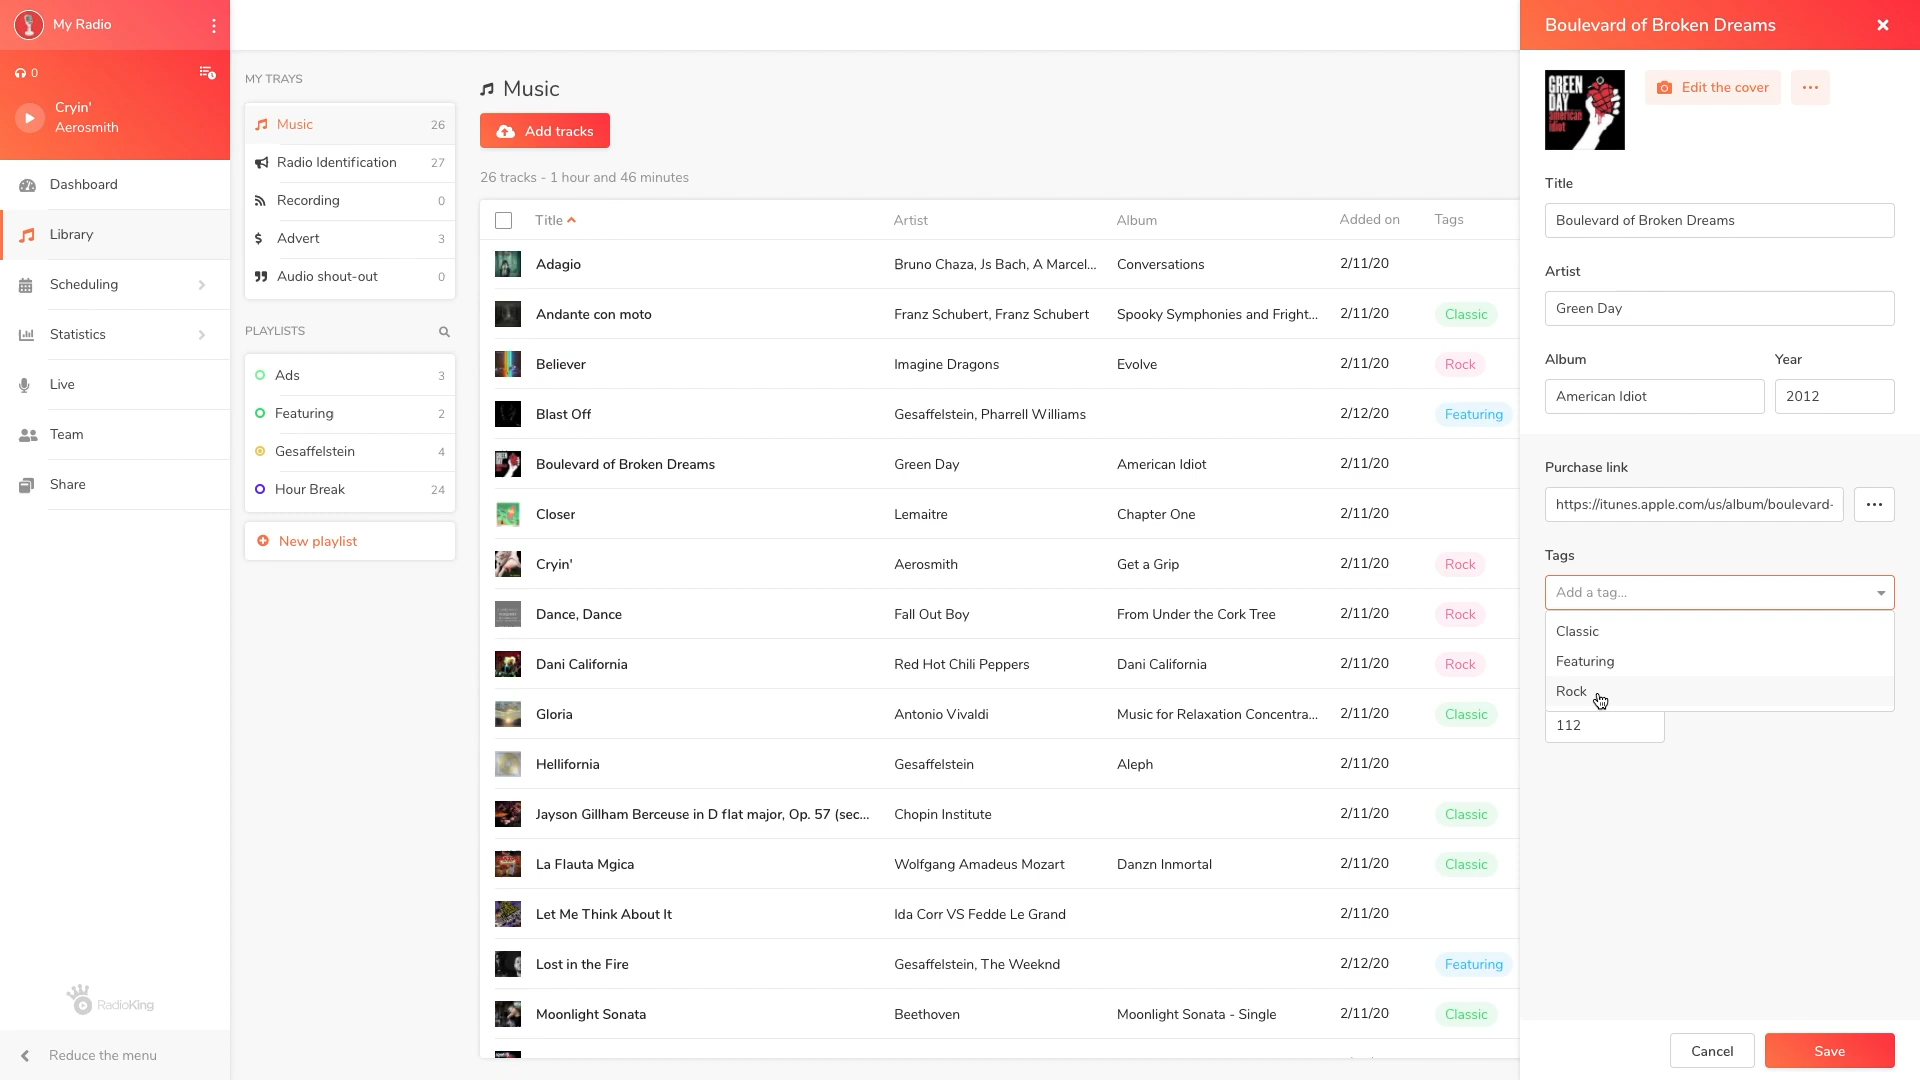 My Radio
0
Cryin'
Aerosmith
Dashboard
Library
Scheduling
Statistics
Live
Team
Share
RadioKing
Reduce the menu
MY TRAYS
Music 26
Radio Identification 27
Recording 0
Advert 3
Audio shout-out 0
PLAYLISTS
Ads 3
Featuring 2
Gesaffelstein 4
Hour Break 24
New playlist
Music
Add tracks
26 tracks - 1 hour and 46 minutes
Title Artist Album Added on Tags
Adagio Bruno Chaza, Js Bach, A Marcel... Conversations 2/11/20
Andante con moto Franz Schubert, Franz Schubert Spooky Symphonies and Fright... 2/11/20 Classic
Believer Imagine Dragons Evolve 2/11/20 Rock
Blast Off Gesaffelstein, Pharrell Williams 2/12/20 Featuring
Boulevard of Broken Dreams Green Day American Idiot 2/11/20
Closer Lemaitre Chapter One 2/11/20
Cryin' Aerosmith Get a Grip 2/11/20 Rock
Dance, Dance Fall Out Boy From Under the Cork Tree 2/11/20 Rock
Dani California Red Hot Chili Peppers Dani California 2/11/20 Rock
Gloria Antonio Vivaldi Music for Relaxation Concentra... 2/11/20 Classic
Hellifornia Gesaffelstein Aleph 2/11/20
Jayson Gillham Berceuse in D flat major, Op. 57 (sec... Chopin Institute 2/11/20 Classic
La Flauta Mgica Wolfgang Amadeus Mozart Danzn Inmortal 2/11/20 Classic
Let Me Think About It Ida Corr VS Fedde Le Grand 2/11/20
Lost in the Fire Gesaffelstein, The Weeknd 2/12/20 Featuring
Moonlight Sonata Beethoven Moonlight Sonata - Single 2/11/20 Classic
Boulevard of Broken Dreams
GREEN
DAY
american
idiot
Edit the cover
Title
Boulevard of Broken Dreams
Artist
Green Day
Album Year
American Idiot 2012
Purchase link
https://itunes.apple.com/us/album/boulevard-
Tags
Add a tag...
Classic
Featuring
Rock
112
Cancel Save